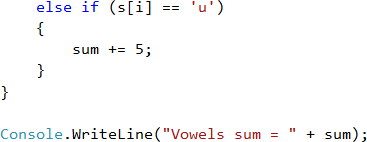 else if (s[i] == 'u')
{
sum += 5;
}
}
Console.WriteLine("Vowels sum = " + sum);